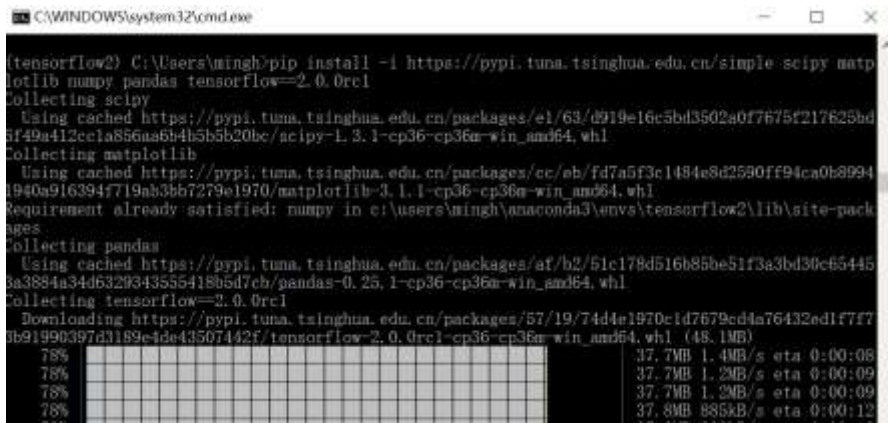 C:\WINDOWS\system32\cmd.exe
(tensorflow2) C:\Users\mingh>pip install -i https://pypi.tuna.tsinghua.edu.cn/simple scipy matp
lotlib numpy pandas tensorflow==2.0.0rc1
Collecting scipy
Using cached https://pypi.tuna.tsinghua.edu.cn/packages/e1/63/d919e16c5bd3502a0f7675f217625bd
5f49a412cc1a856aa6b4b5b5b20bc/scipy-1.3.1-cp36-cp36m-win_amd64.whl
Collecting matplotlib
Using cached https://pypi.tuna.tsinghua.edu.cn/packages/cc/eb/fd7a5f3c1484e8d2590ff94ca0b8994
1940a916394f719ab3bb7279e1970/matplotlib-3.1.1-cp36-cp36m-win_amd64.whl
Requirement already satisfied: numpy in c:\users\mingh\anaconda3\envs\tensorflow2\lib\site-pack
ages
Collecting pandas
Using cached https://pypi.tuna.tsinghua.edu.cn/packages/af/b2/51c178d516b85be51f3a3bd30c65445
3a3884a34d632934355541​8b5d7cb/pandas-0.25.1-cp36-cp36m-win_amd64.whl
Collecting tensorflow==2.0.0rc1
Downloading https://pypi.tuna.tsinghua.edu.cn/packages/57/19/74d4e1970c1d7679cd4a76432ed1f7f7
3b91990397d3189e4de43507442f/tensorflow-2.0.0rc1-cp36-cp36m-win_amd64.whl (48.1MB)
78% 37.7MB 1.4MB/s eta 0:00:08
78% 37.7MB 1.2MB/s eta 0:00:09
78% 37.7MB 1.2MB/s eta 0:00:09
78% 37.8MB 885kB/s eta 0:00:12